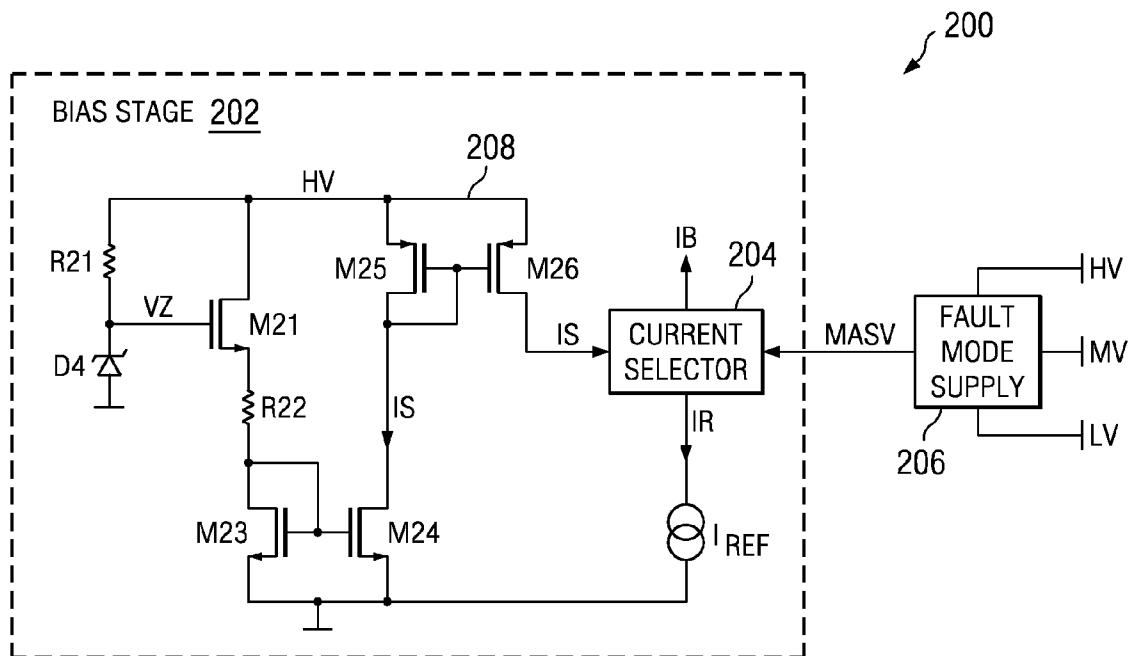 200
BIAS STAGE 202
HV
208
R21
M25
M26
IB
204
HV
VZ
M21
IS
CURRENT
SELECTOR
MASV
FAULT
MODE
SUPPLY
MV
D4
R22
IS
IR
206
LV
M23
M24
I REF